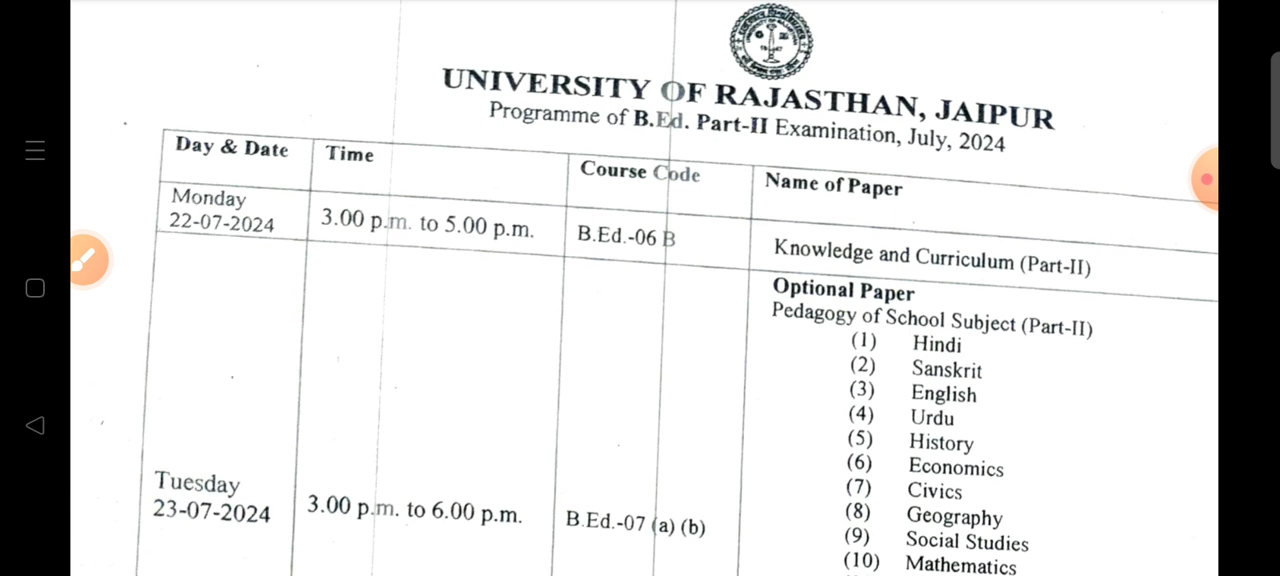 UNIVERSITY OF RAJASTHAN, JAIPUR
Programme of B.Ed. Part-II Examination, July, 2024
Day & Date Time Course Code Name of Paper
Monday
22-07-2024 3.00 p.m. to 5.00 p.m. B.Ed.-06 B Knowledge and Curriculum (Part-II)
Optional Paper
Pedagogy of School Subject (Part-II)
(1) Hindi
(2) Sanskrit
(3) English
(4) Urdu
(5) History
(6) Economics
(7) Civics
(8) Geography
(9) Social Studies
(10) Mathematics
Tuesday
23-07-2024 3.00 p.m. to 6.00 p.m. B.Ed.-07 (a) (b)